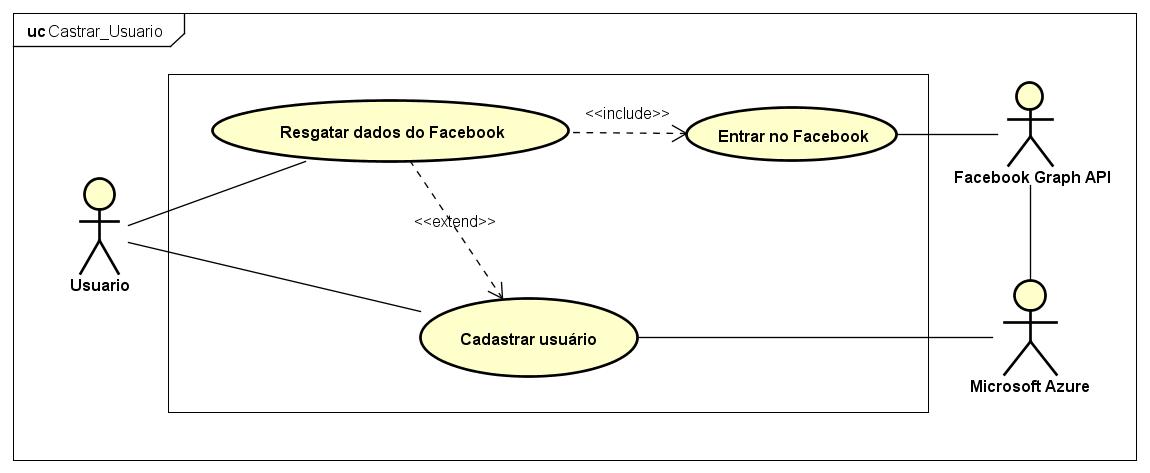 uc Castrar_Usuario
Resgatar dados do Facebook
<<include>>
Entrar no Facebook
Facebook Graph API
<<extend>>
Usuario
Cadastrar usuário
Microsoft Azure